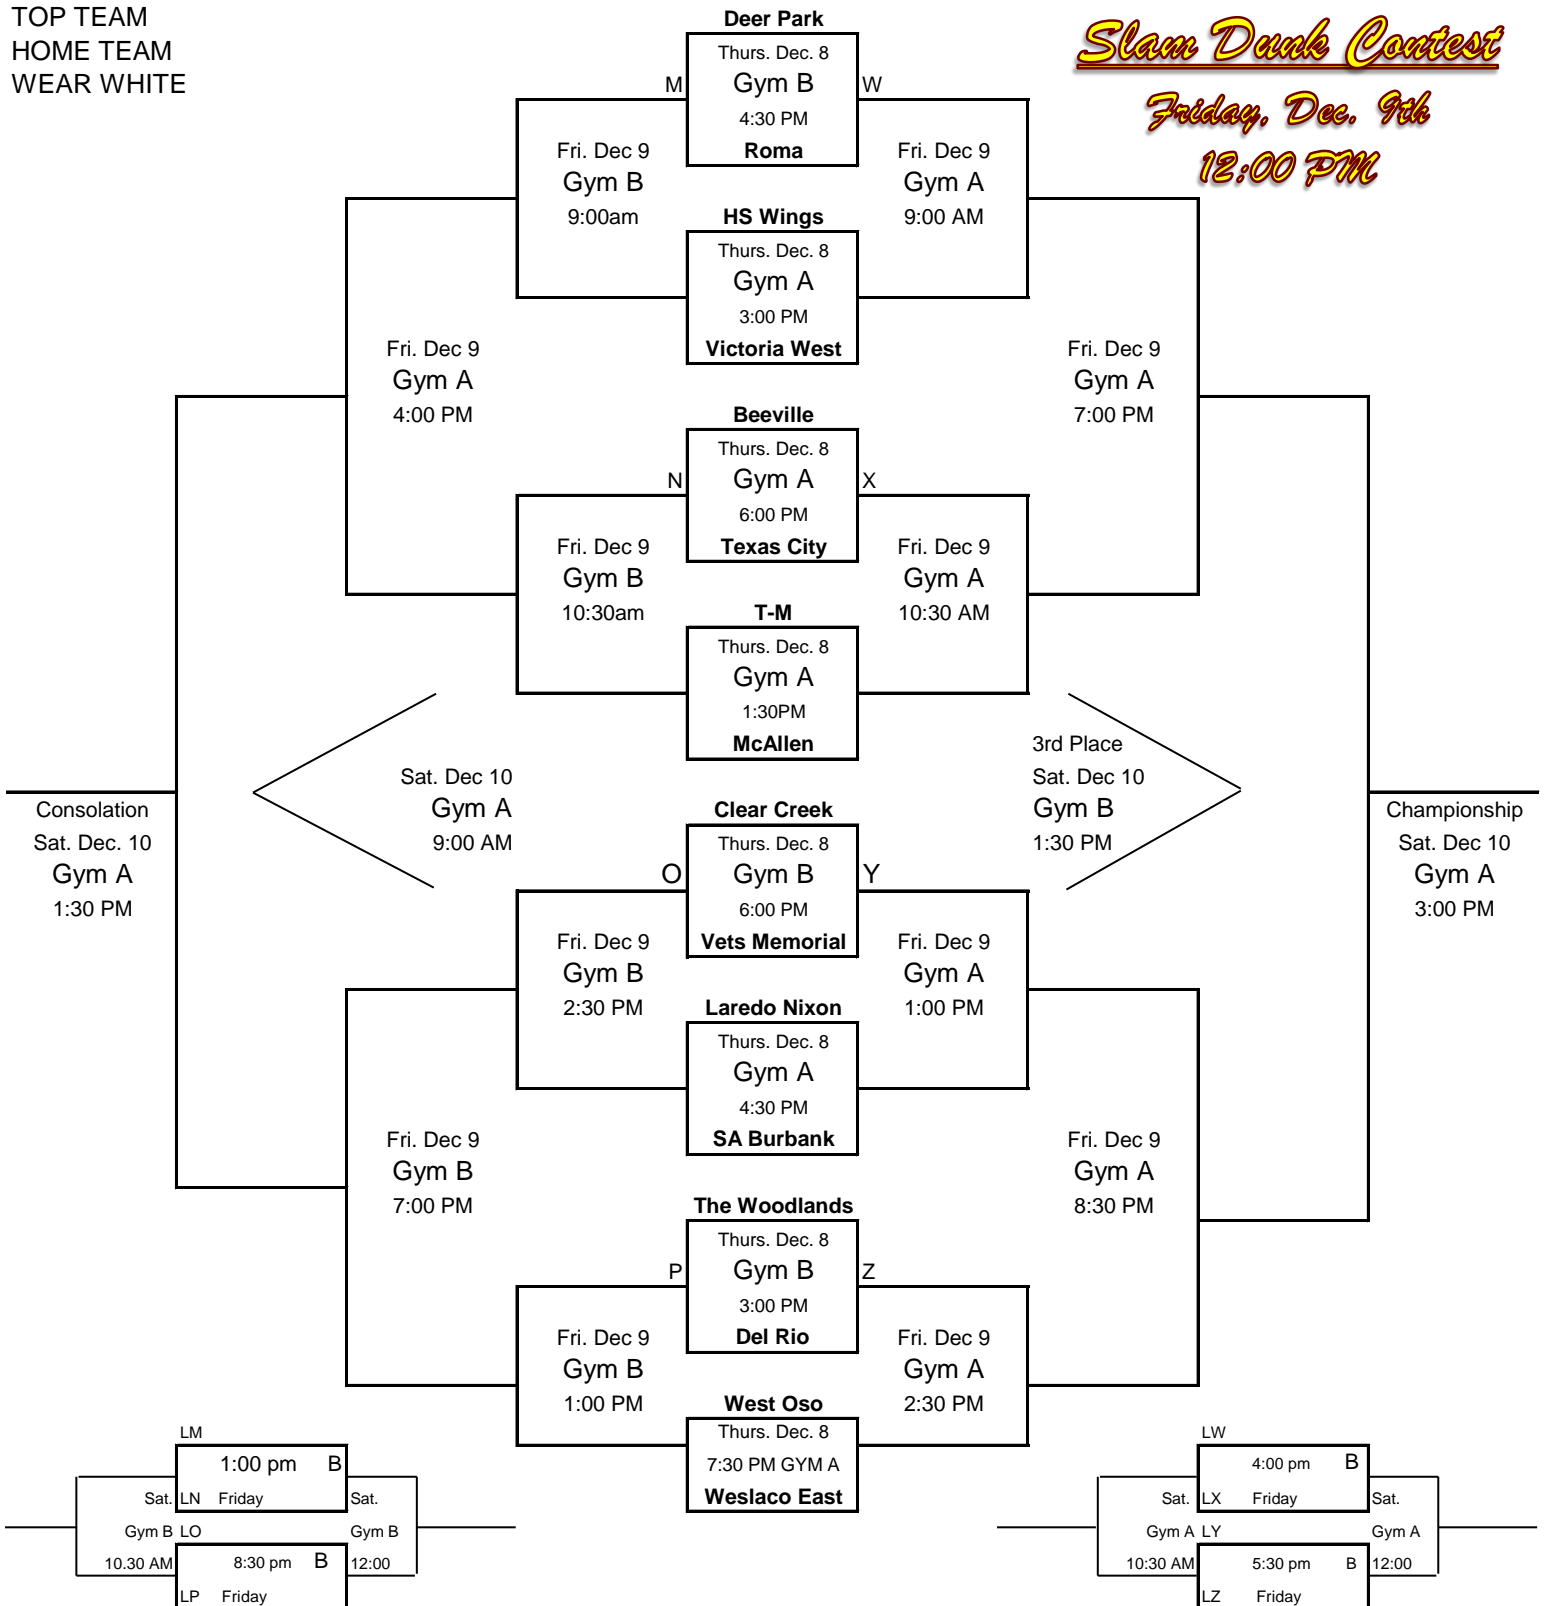 TOP TEAM
HOME TEAM
WEAR WHITE
Slam Dunk Contest
Friday, Dec. 9th
12:00 PM
Deer Park
Thurs. Dec. 8
M
Gym B
W
4:30 PM
Roma
Fri. Dec 9
Gym B
9:00am
Fri. Dec 9
Gym A
9:00 AM
HS Wings
Thurs. Dec. 8
Gym A
3:00 PM
Victoria West
Fri. Dec 9
Gym A
4:00 PM
Fri. Dec 9
Gym A
7:00 PM
Beeville
Thurs. Dec. 8
N
Gym A
X
6:00 PM
Texas City
Fri. Dec 9
Gym B
10:30am
Fri. Dec 9
Gym A
10:30 AM
T-M
Thurs. Dec. 8
Gym A
1:30PM
McAllen
Sat. Dec 10
Gym A
9:00 AM
3rd Place
Sat. Dec 10
Gym B
1:30 PM
Consolation
Sat. Dec. 10
Gym A
1:30 PM
Championship
Sat. Dec 10
Gym A
3:00 PM
Clear Creek
Thurs. Dec. 8
O
Gym B
Y
6:00 PM
Vets Memorial
Fri. Dec 9
Gym B
2:30 PM
Fri. Dec 9
Gym A
1:00 PM
Laredo Nixon
Thurs. Dec. 8
Gym A
4:30 PM
SA Burbank
Fri. Dec 9
Gym B
7:00 PM
Fri. Dec 9
Gym A
8:30 PM
The Woodlands
Thurs. Dec. 8
P
Gym B
Z
3:00 PM
Del Rio
Fri. Dec 9
Gym B
1:00 PM
Fri. Dec 9
Gym A
2:30 PM
West Oso
Thurs. Dec. 8
7:30 PM GYM A
Weslaco East
LM
1:00 pm B
Sat. LN Friday Sat.
Gym B LO Gym B
10.30 AM 8:30 pm B 12:00
LP Friday
LW
4:00 pm B
Sat. LX Friday Sat.
Gym A LY Gym A
10:30 AM 5:30 pm B 12:00
LZ Friday